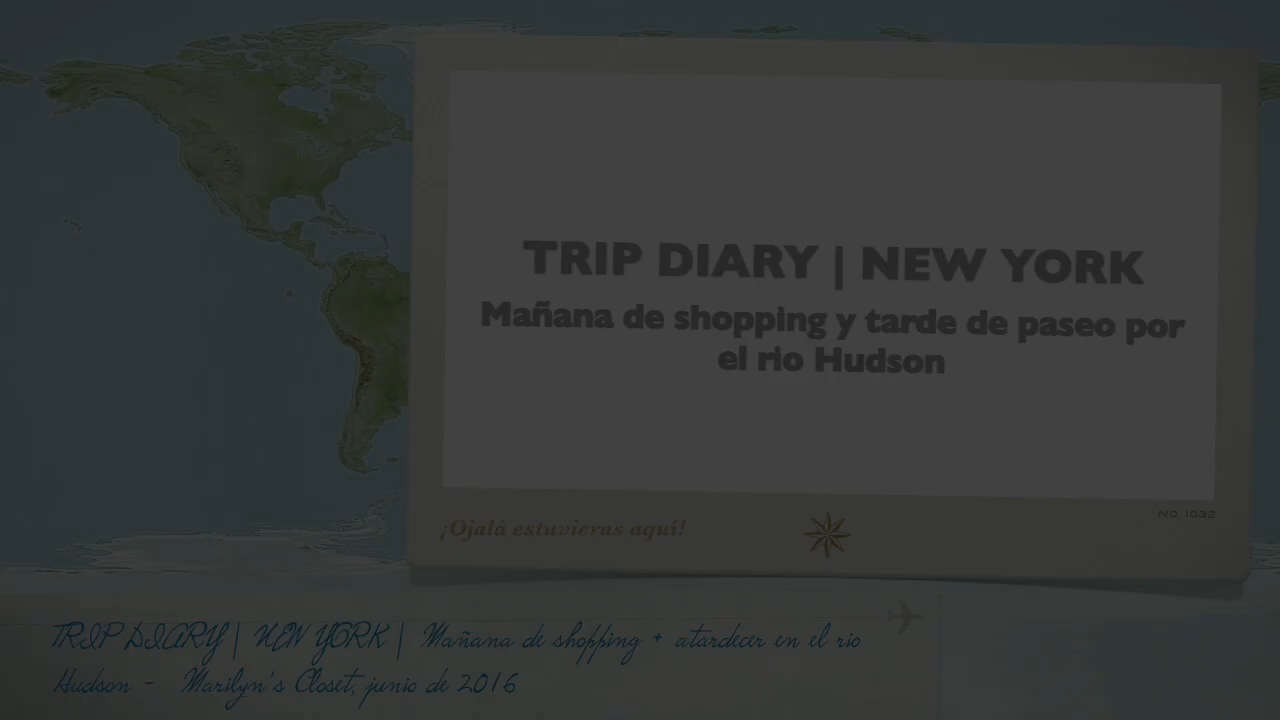 TRIP DIARY | NEW YORK
Mañana de shopping y tarde de paseo por
el rio Hudson
¡Ojalá estuvieras aquí!
No. 1032
TRIP DIARY | NEW YORK | Mañana de shopping + atardecer en el rio
Hudson - Marilyn's Closet, junio de 2016